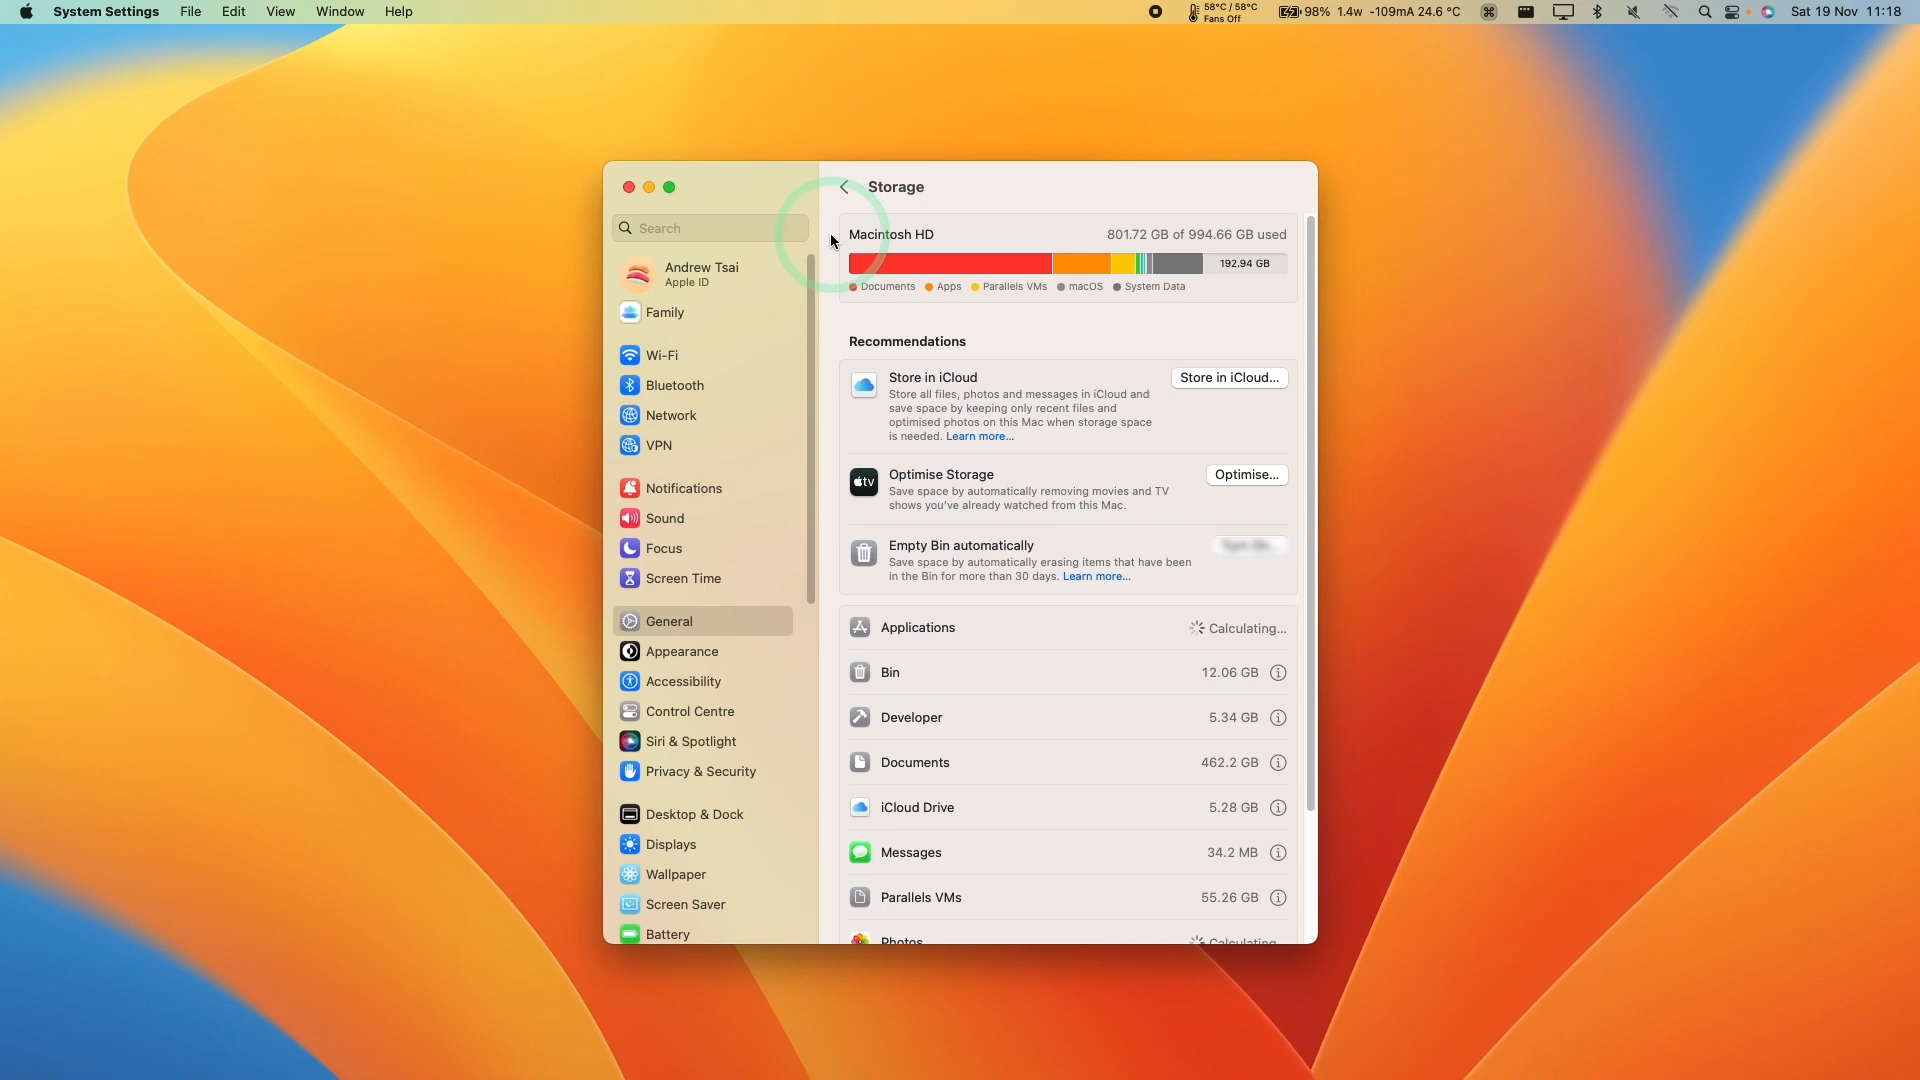 System Settings File Edit View Window Help
58°C / 58°C
Fans Off
98% 1.4w -109mA 24.6 °C
Sat 19 Nov 11:18
Storage
Search
Andrew Tsai
Apple ID
Family
Wi-Fi
Bluetooth
Network
VPN
Notifications
Sound
Focus
Screen Time
General
Appearance
Accessibility
Control Centre
Siri & Spotlight
Privacy & Security
Desktop & Dock
Displays
Wallpaper
Screen Saver
Battery
Macintosh HD 801.72 GB of 994.66 GB used
192.94 GB
Documents Apps Parallels VMs macOS System Data
Recommendations
Store in iCloud Store in iCloud...
Store all files, photos and messages in iCloud and
save space by keeping only recent files and
optimised photos on this Mac when storage space
is needed. Learn more...
tv
Optimise Storage Optimise...
Save space by automatically removing movies and TV
shows you've already watched from this Mac.
Empty Bin automatically
Save space by automatically erasing items that have been
in the Bin for more than 30 days. Learn more...
Applications Calculating...
Bin 12.06 GB
Developer 5.34 GB
Documents 462.2 GB
iCloud Drive 5.28 GB
Messages 34.2 MB
Parallels VMs 55.26 GB
Photos Calculating...